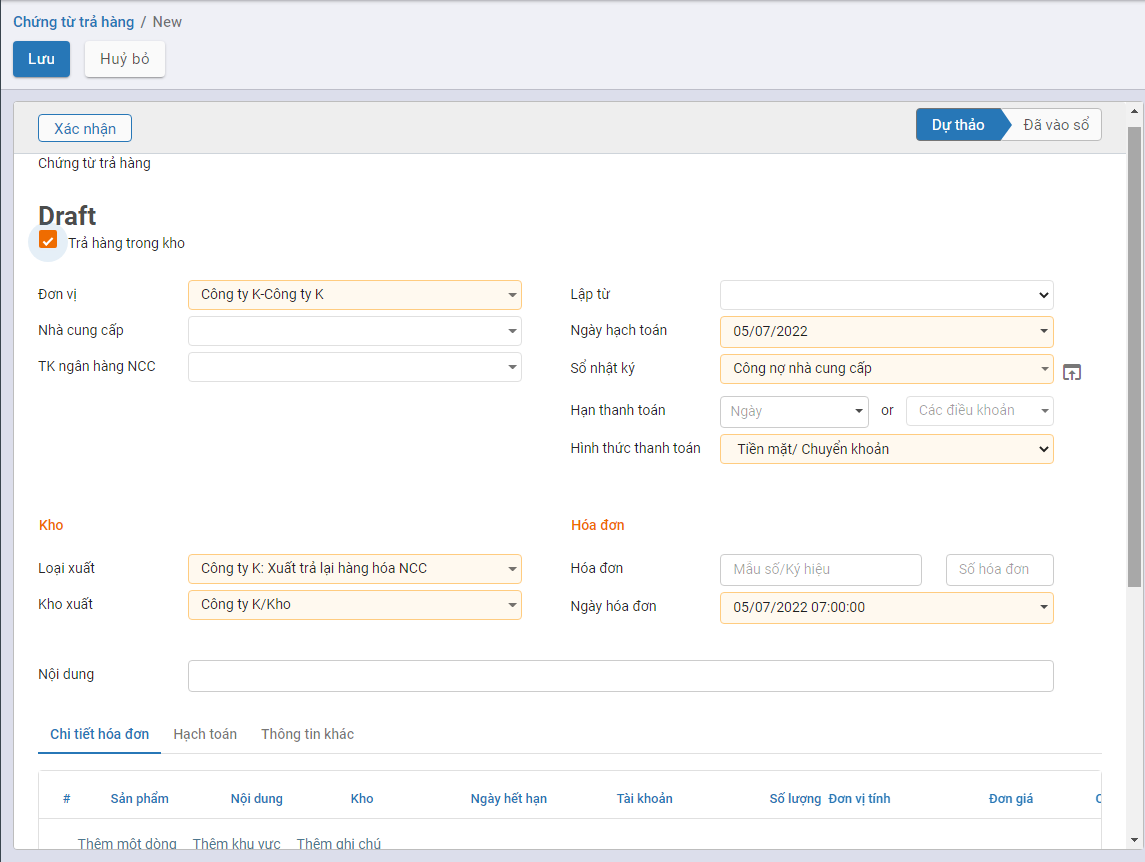 Chứng từ trả hàng / New
Lưu Huỷ bỏ
Xác nhận Dự thảo Đã vào sổ
Chứng từ trả hàng
Draft
Trả hàng trong kho
Đơn vị Công ty K-Công ty K Lập từ
Nhà cung cấp Ngày hạch toán 05/07/2022
TK ngân hàng NCC Sổ nhật ký Công nợ nhà cung cấp
Hạn thanh toán Ngày or Các điều khoản
Hình thức thanh toán Tiền mặt/ Chuyển khoản
Kho Hóa đơn
Loại xuất Công ty K: Xuất trả lại hàng hóa NCC Hóa đơn Mẫu số/Ký hiệu Số hóa đơn
Kho xuất Công ty K/Kho Ngày hóa đơn 05/07/2022 07:00:00
Nội dung
Chi tiết hóa đơn Hạch toán Thông tin khác
# Sản phẩm Nội dung Kho Ngày hết hạn Tài khoản Số lượng Đơn vị tính Đơn giá
Thêm một dòng Thêm khu vực Thêm ghi chú